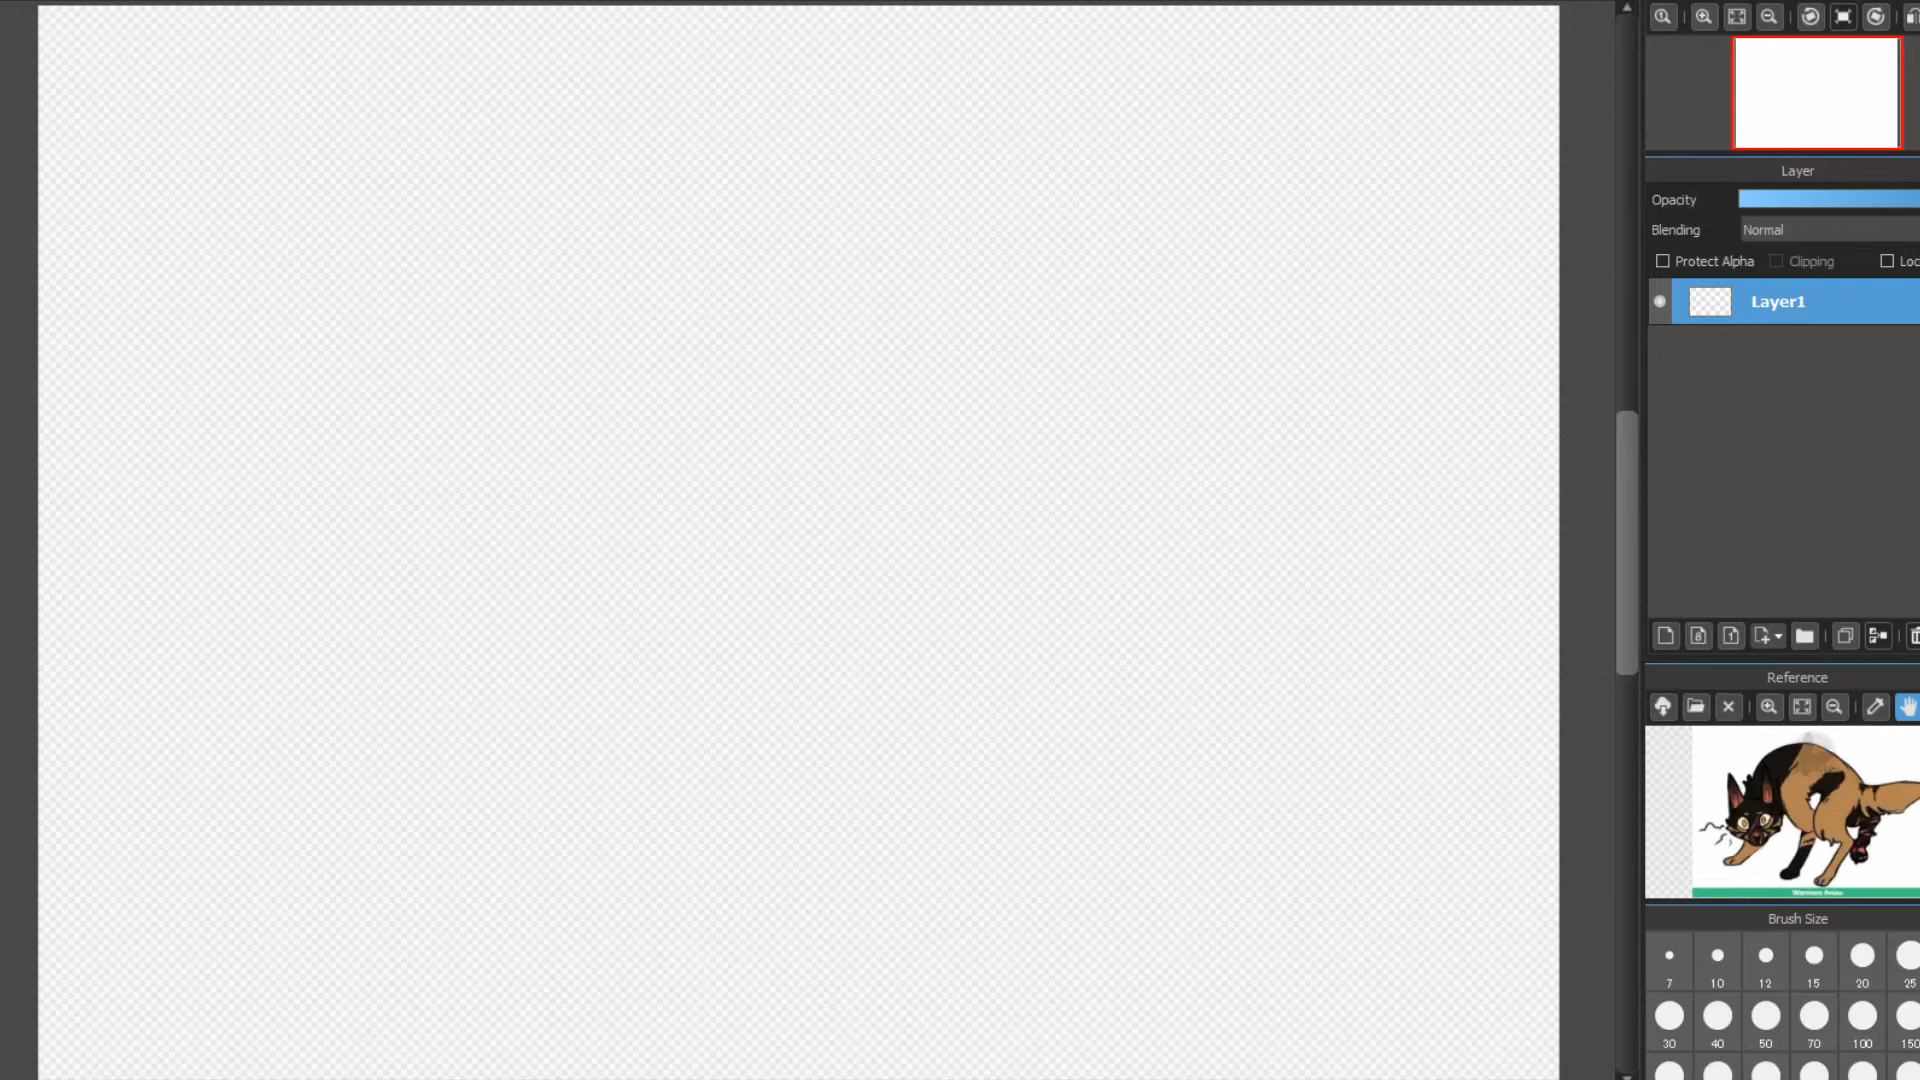 Layer
Opacity
Blending Normal
Protect Alpha Clipping Loc
Layer1
Reference
Brush Size
7 10 12 15 20 25
30 40 50 70 100 150